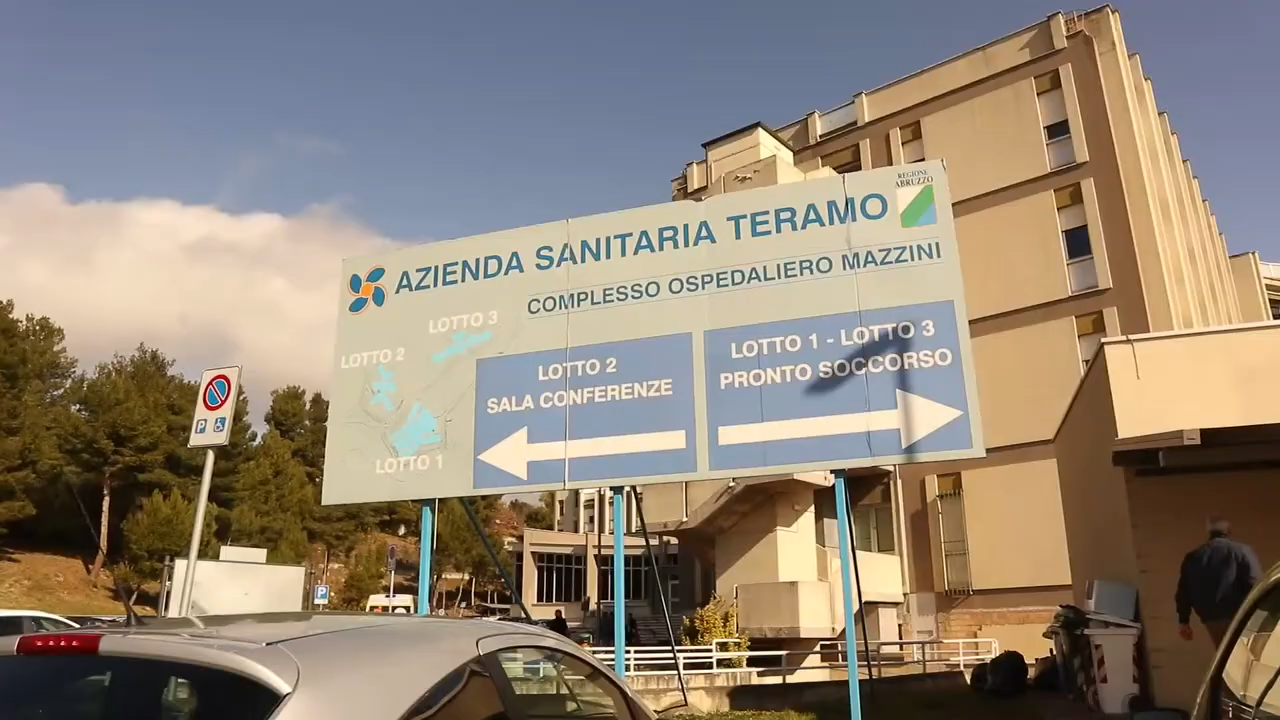 REGIONE
ABRUZZO
AZIENDA SANITARIA TERAMO
COMPLESSO OSPEDALIERO MAZZINI
LOTTO 3
LOTTO 2
LOTTO 1
LOTTO 2
SALA CONFERENZE
LOTTO 1 - LOTTO 3
PRONTO SOCCORSO
P
P